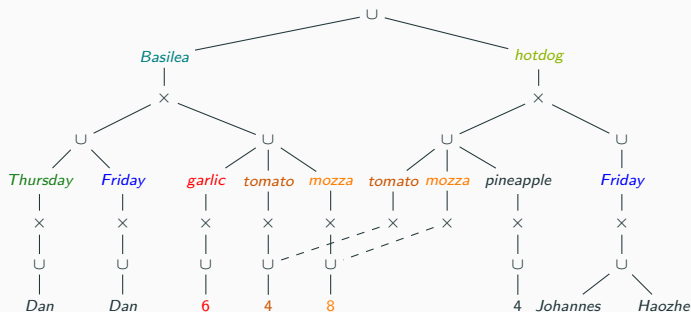 ∪
Basilea hotdog
× ×
∪ ∪ ∪ ∪
Thursday Friday garlic tomato mozza tomato mozza pineapple Friday
× × × × × × × × ×
∪ ∪ ∪ ∪ ∪ ∪ ∪
Dan Dan 6 4 8 4 Johannes Haozhe